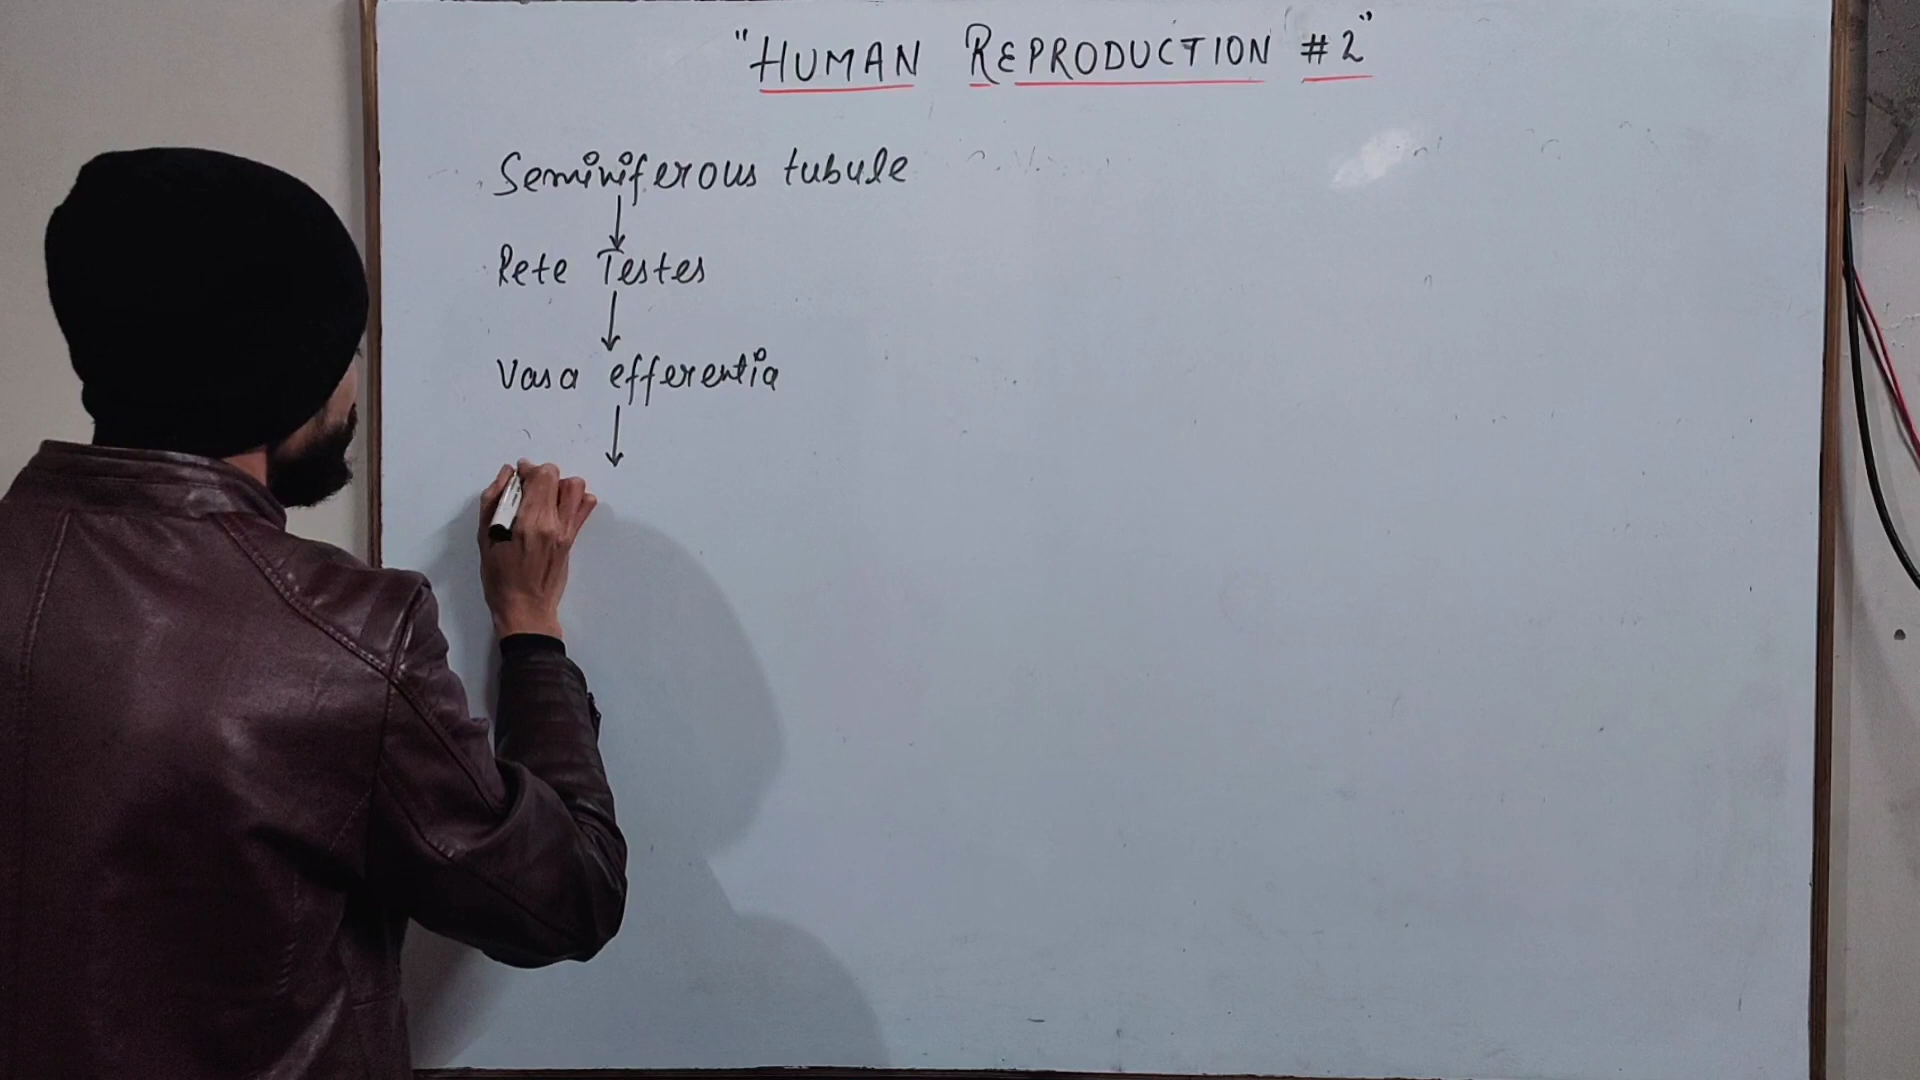 "HUMAN REPRODUCTION #2"
Seminiferous tubule
↓
Rete Testes
↓
Vasa efferentia
↓